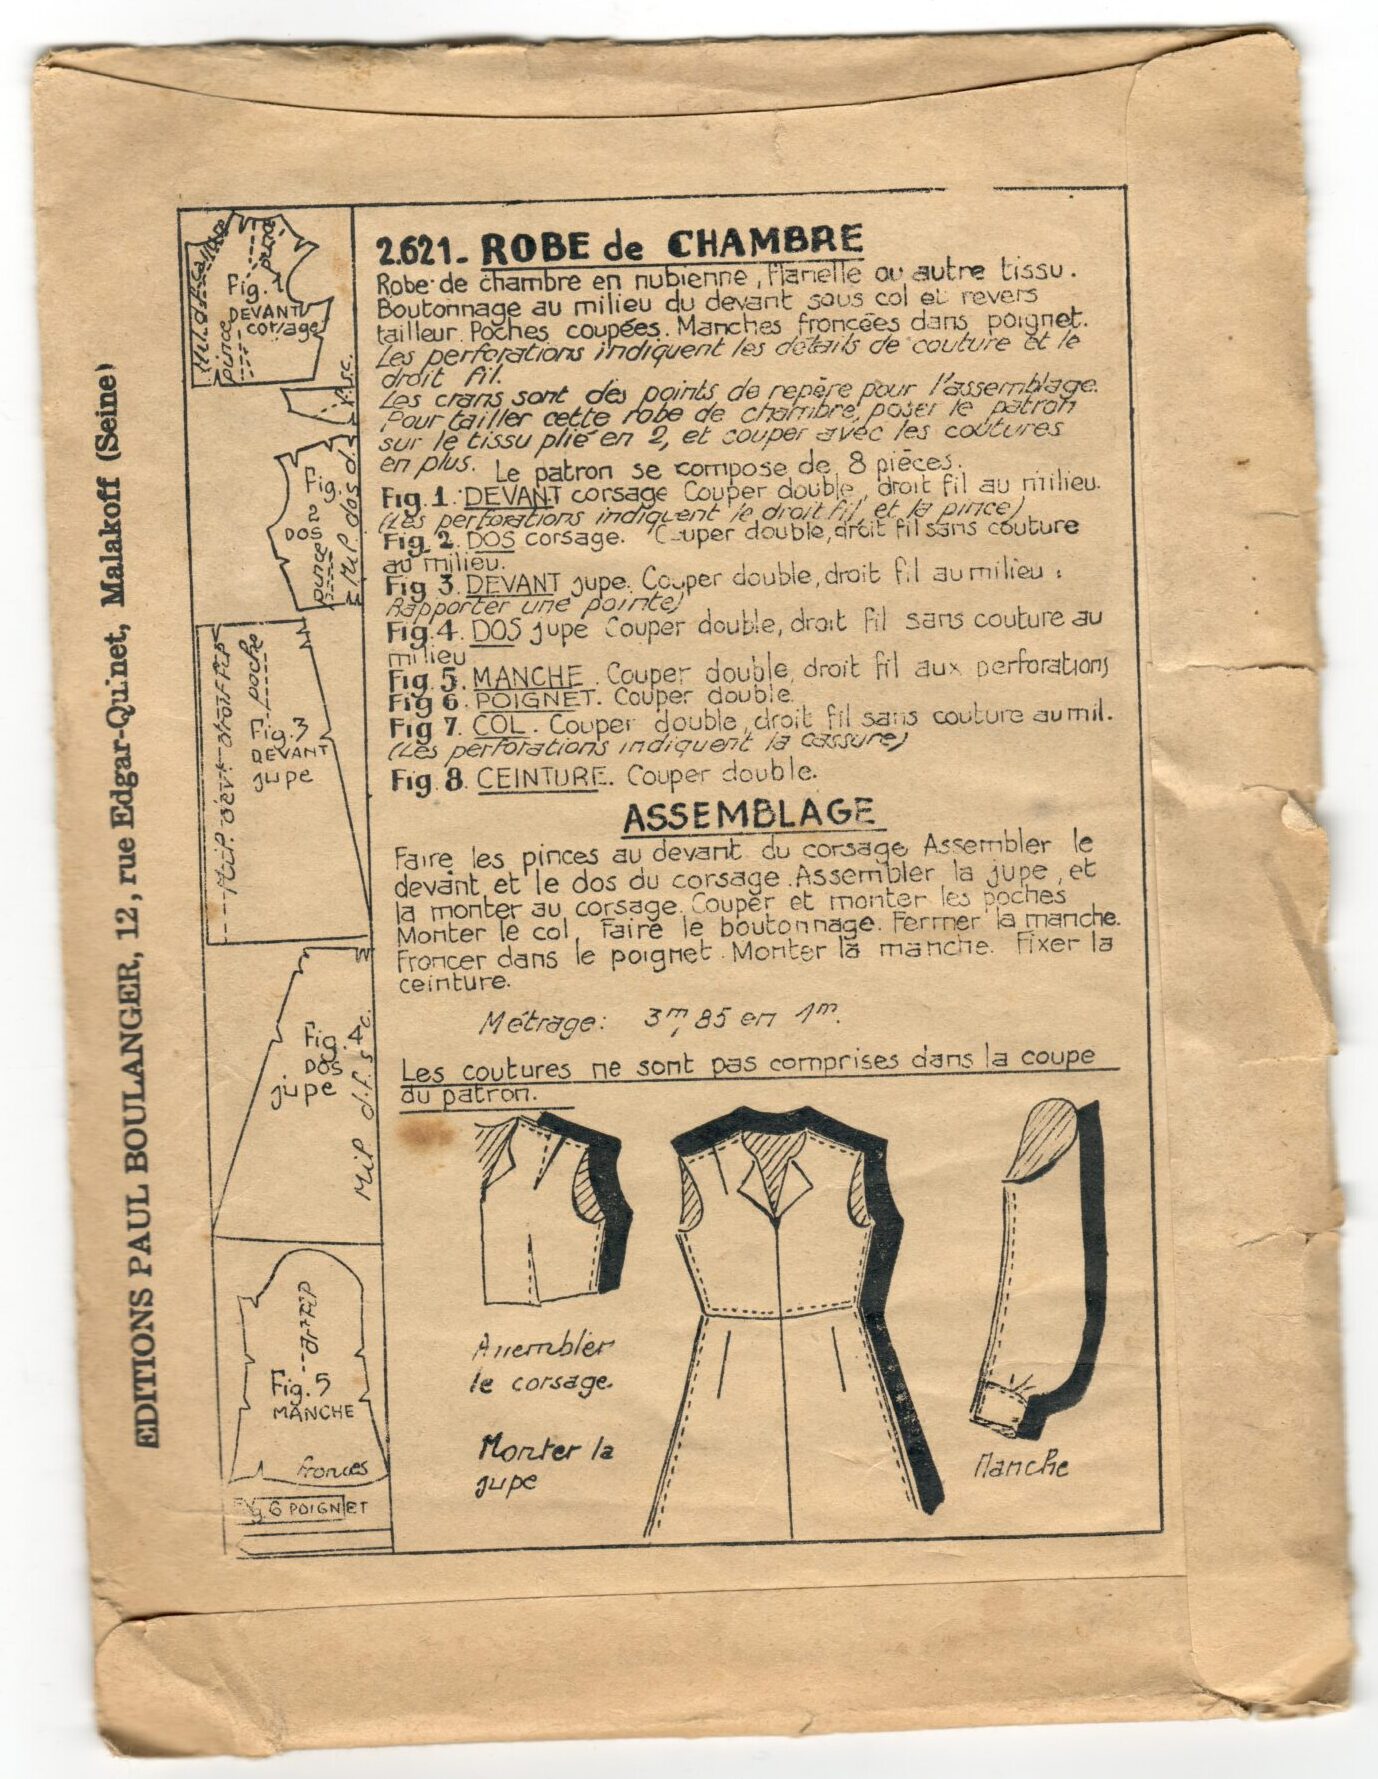 EDITIONS PAUL BOULANGER, 12, rue Edgar-Quinet, Malakoff (Seine)
2.621. ROBE de CHAMBRE
Robe de chambre en nubienne, flanelle ou autre tissu.
Boutonnage au milieu du devant sous col et revers
tailleur. Poches coupées. Manches froncées dans poignet.
Les perforations indiquent les détails de couture et le
droit fil.
Les crans sont des points de repère pour l'assemblage.
Pour tailler cette robe de chambre, poser le patron
sur le tissu plié en 2, et couper avec les coutures
en plus. Le patron se compose de 8 pièces.
Fig. 1. DEVANT corsage Couper double, droit fil au milieu.
(Les perforations indiquent le droit fil, et la pince)
Fig. 2. DOS corsage. Couper double, droit fil sans couture
au milieu.
Fig 3. DEVANT jupe. Couper double, droit fil au milieu :
Rapporter une pointe)
Fig. 4. DOS jupe Couper double, droit fil sans couture au
milieu
Fig. 5. MANCHE. Couper double, droit fil aux perforations
Fig 6. POIGNET. Couper double.
Fig 7. COL. Couper double, droit fil sans couture au mil.
(Les perforations indiquent la cassure)
Fig. 8. CEINTURE. Couper double.
ASSEMBLAGE
Faire les pinces au devant du corsage Assembler le
devant et le dos du corsage. Assembler la jupe, et
la monter au corsage. Couper et monter les poches
Monter le col, Faire le boutonnage. Fermer la manche.
Froncer dans le poignet. Monter la manche. Fixer la
ceinture.
Métrage: 3m, 85 en 1m.
Les coutures ne sont pas comprises dans la coupe
du patron.
Assembler
le corsage.
Monter la
jupe
Manche
pince
Fig. 1
DEVANT
corsage
pince
Fig.
2
DOS
pince
MiP dos d.
MiP devt droit fil P
poche
Fig. 3
DEVANT
jupe
Fig. 4
DOS
jupe
MiP d.f. s c.
dr. fil P
Fig. 5
MANCHE
fronces
Fig. 6 POIGNET